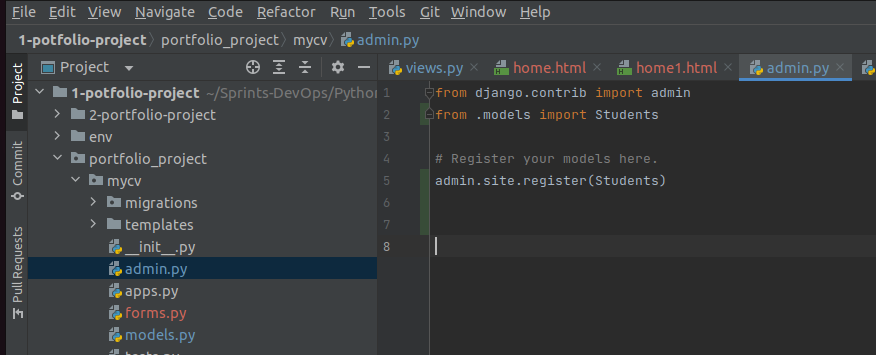 File Edit View Navigate Code Refactor Run Tools Git Window Help
1-potfolio-project portfolio_project mycv admin.py
Project views.py home.html home1.html admin.py
1-potfolio-project ~/Sprints-DevOps/Python
2-portfolio-project
env
portfolio_project
mycv
migrations
templates
__init__.py
admin.py
apps.py
forms.py
models.py
Project
Commit
Pull Requests
1 from django.contrib import admin
2 from .models import Students
3
4 # Register your models here.
5 admin.site.register(Students)
6
7
8